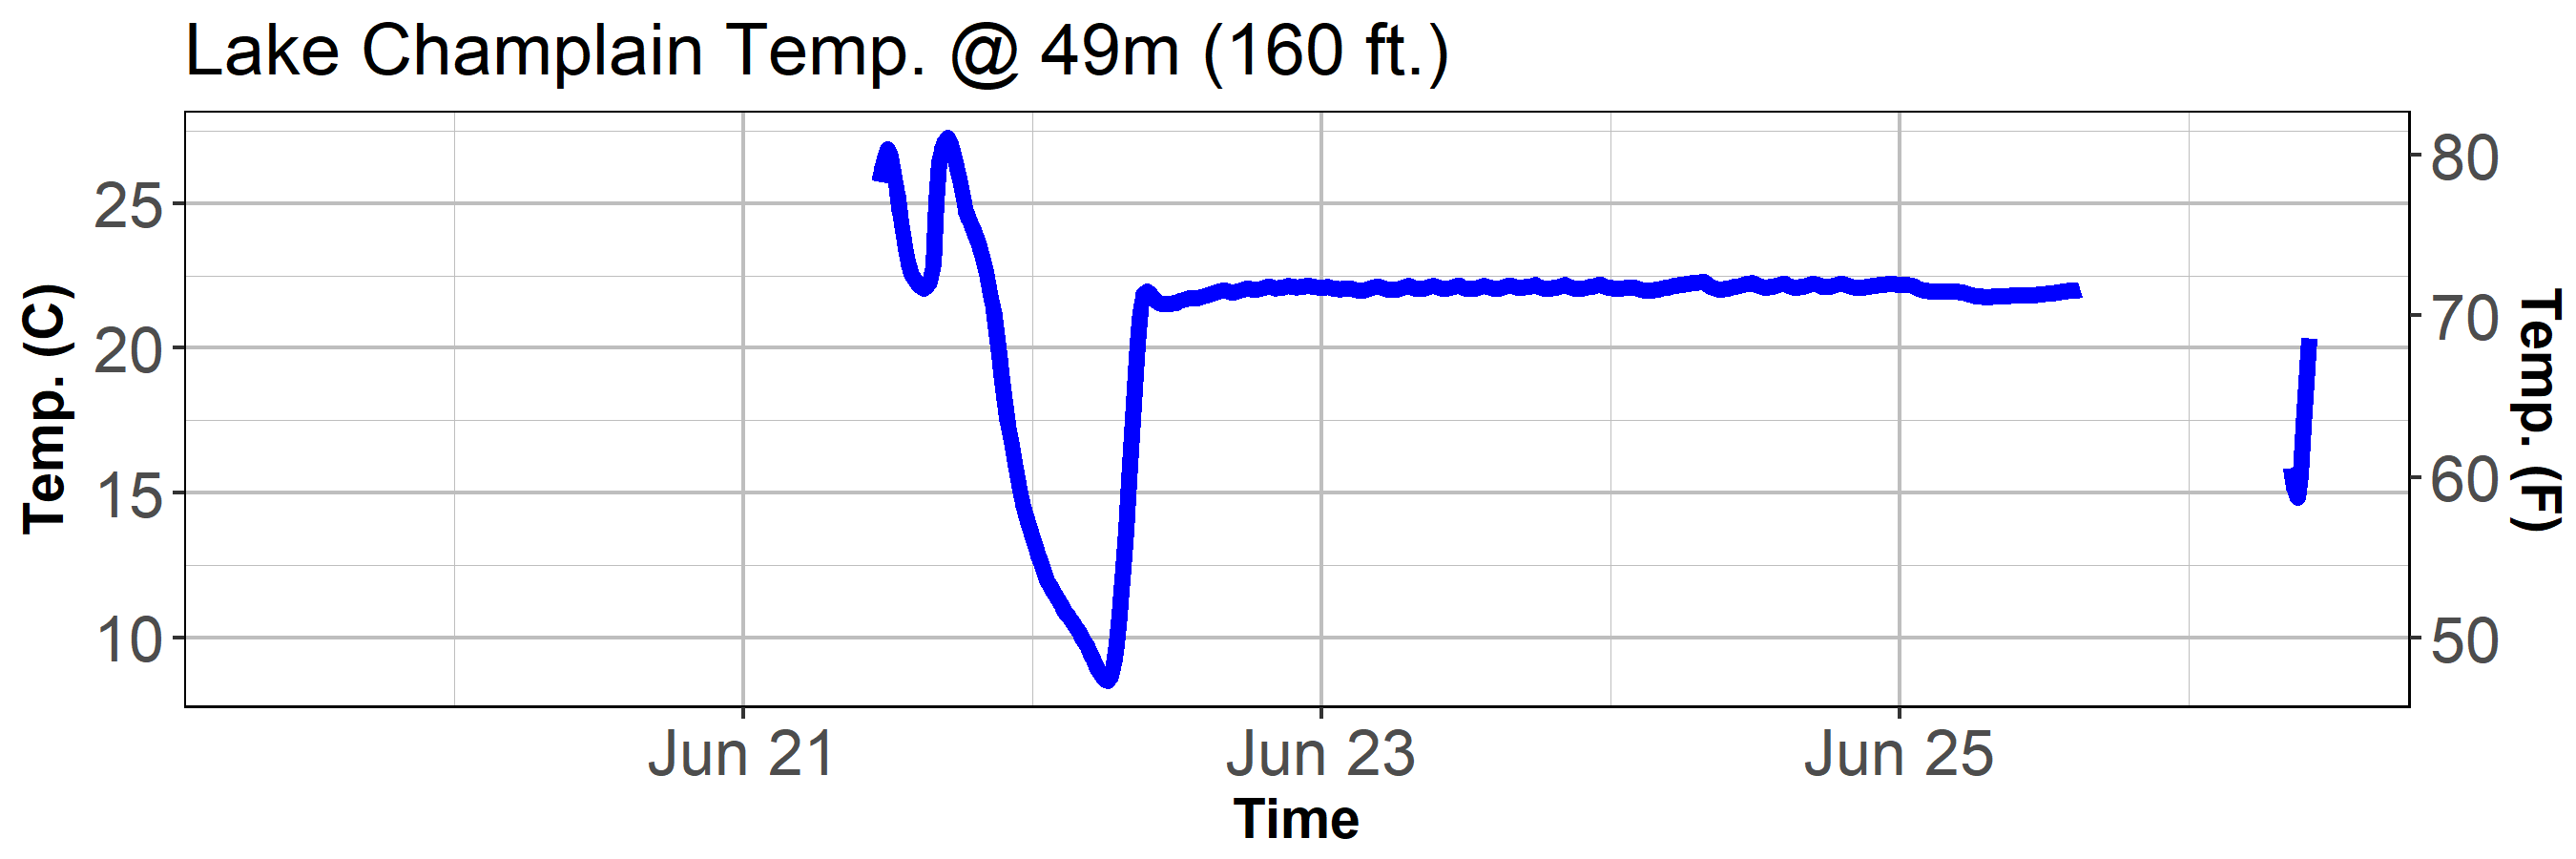 Lake Champlain Temp. @ 49m (160 ft.)
Temp. (C)
25
20
15
10
80
70
60
50
Temp. (F)
Jun 21
Jun 23
Jun 25
Time